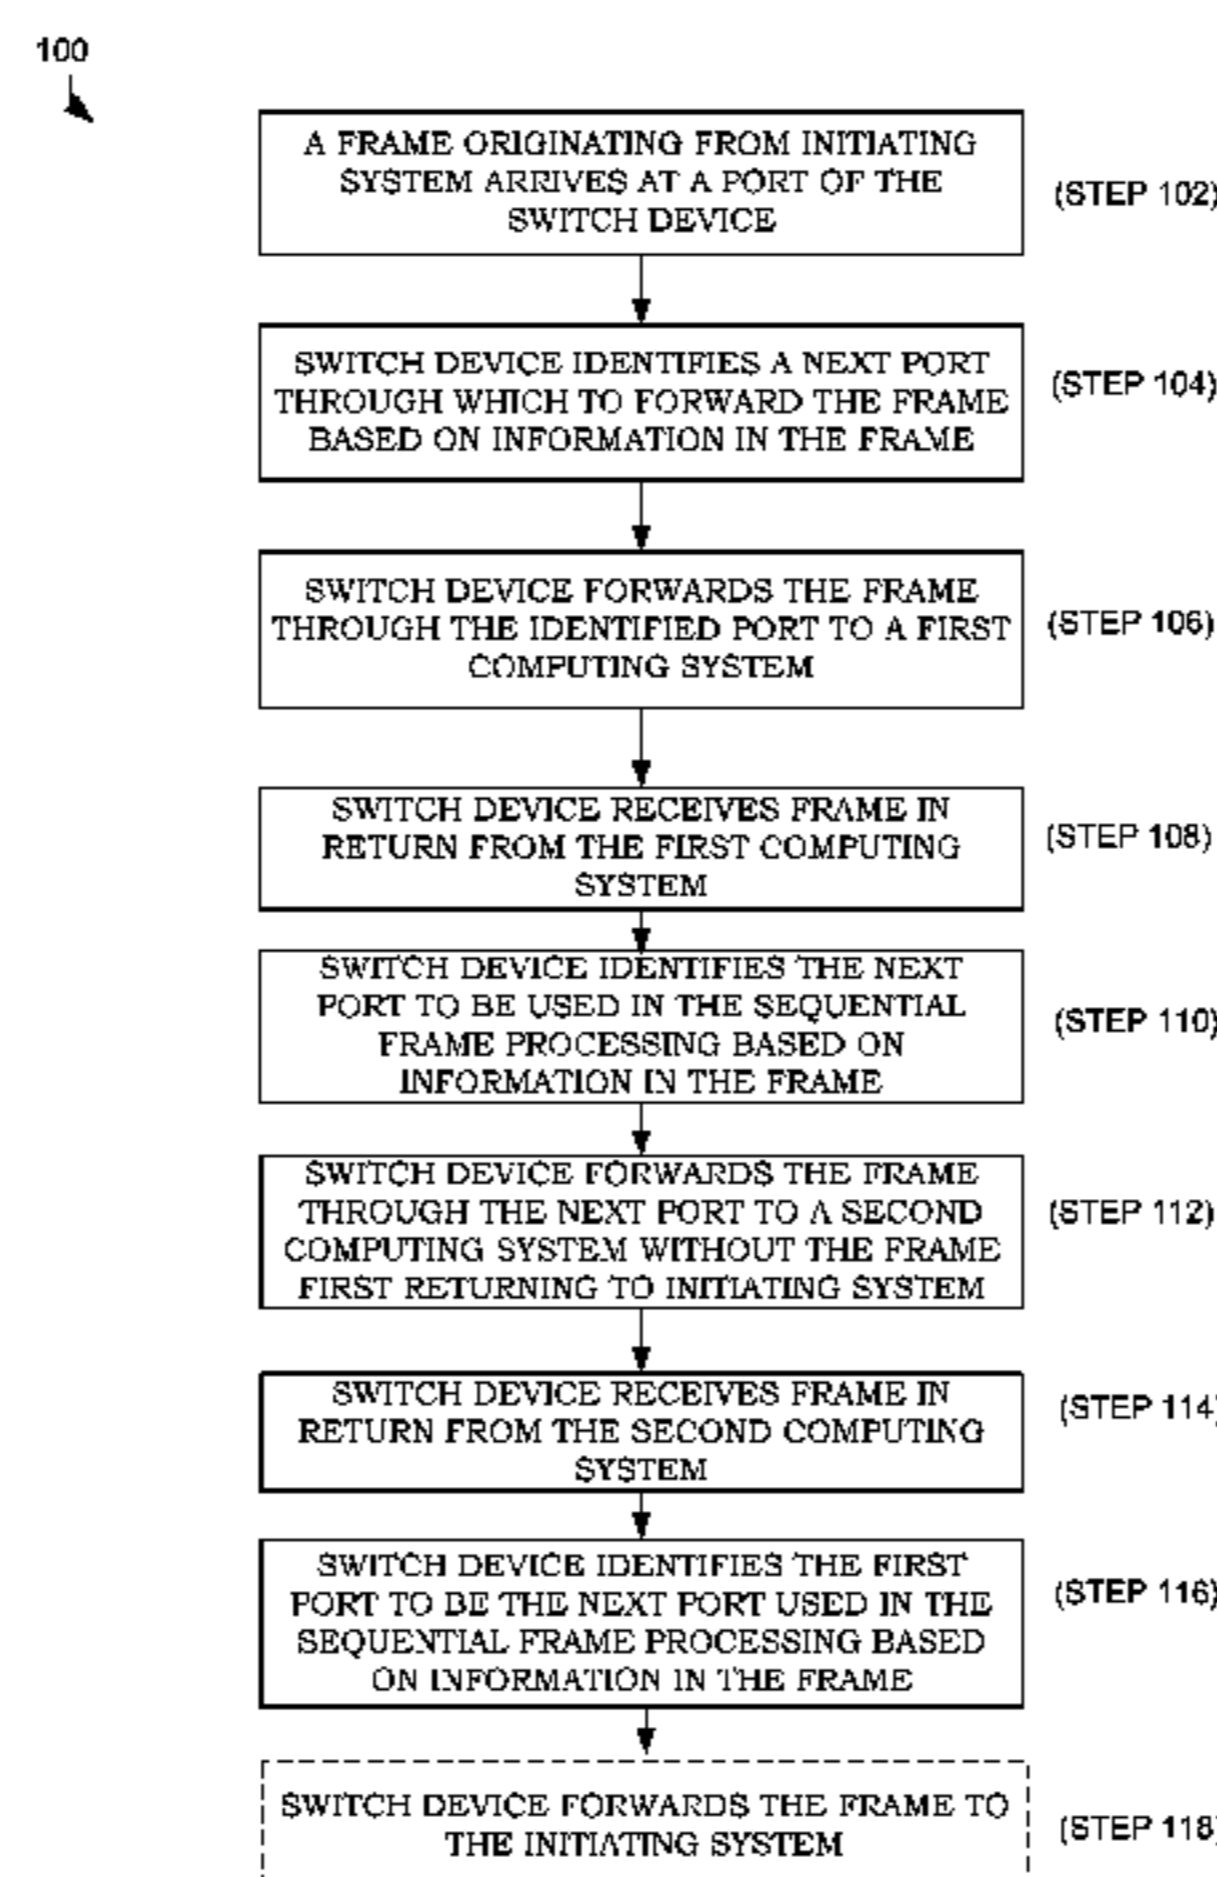 100
A FRAME ORIGINATING FROM INITIATING
SYSTEM ARRIVES AT A PORT OF THE
SWITCH DEVICE
(STEP 102)
SWITCH DEVICE IDENTIFIES A NEXT PORT
THROUGH WHICH TO FORWARD THE FRAME
BASED ON INFORMATION IN THE FRAME
(STEP 104)
SWITCH DEVICE FORWARDS THE FRAME
THROUGH THE IDENTIFIED PORT TO A FIRST
COMPUTING SYSTEM
(STEP 106)
SWITCH DEVICE RECEIVES FRAME IN
RETURN FROM THE FIRST COMPUTING
SYSTEM
(STEP 108)
SWITCH DEVICE IDENTIFIES THE NEXT
PORT TO BE USED IN THE SEQUENTIAL
FRAME PROCESSING BASED ON
INFORMATION IN THE FRAME
(STEP 110)
SWITCH DEVICE FORWARDS THE FRAME
THROUGH THE NEXT PORT TO A SECOND
COMPUTING SYSTEM WITHOUT THE FRAME
FIRST RETURNING TO INITIATING SYSTEM
(STEP 112)
SWITCH DEVICE RECEIVES FRAME IN
RETURN FROM THE SECOND COMPUTING
SYSTEM
(STEP 114)
SWITCH DEVICE IDENTIFIES THE FIRST
PORT TO BE THE NEXT PORT USED IN THE
SEQUENTIAL FRAME PROCESSING BASED
ON INFORMATION IN THE FRAME
(STEP 116)
SWITCH DEVICE FORWARDS THE FRAME TO
THE INITIATING SYSTEM
(STEP 118)